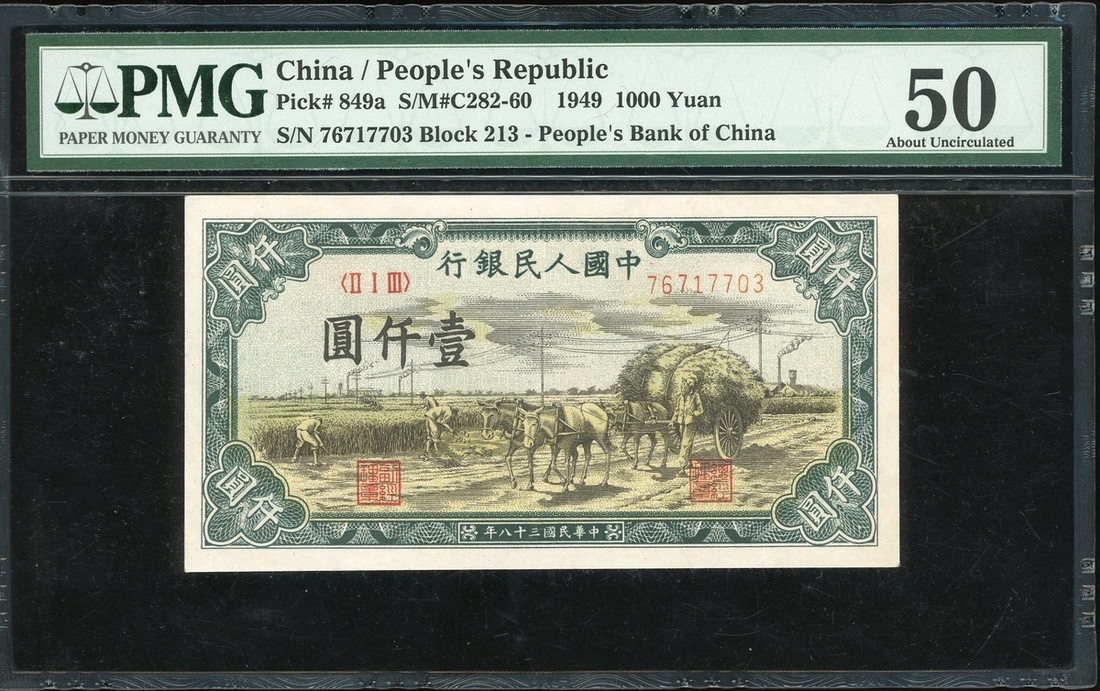 PMG
PAPER MONEY GUARANTY
China / People's Republic
Pick# 849a S/M#C282-60 1949 1000 Yuan
S/N 76717703 Block 213 - People's Bank of China
50
About Uncirculated
仟圓
圓仟
行銀民人國中
〈II I III〉
76717703
圓仟壹
圓仟
圓仟
年八十三國民華中